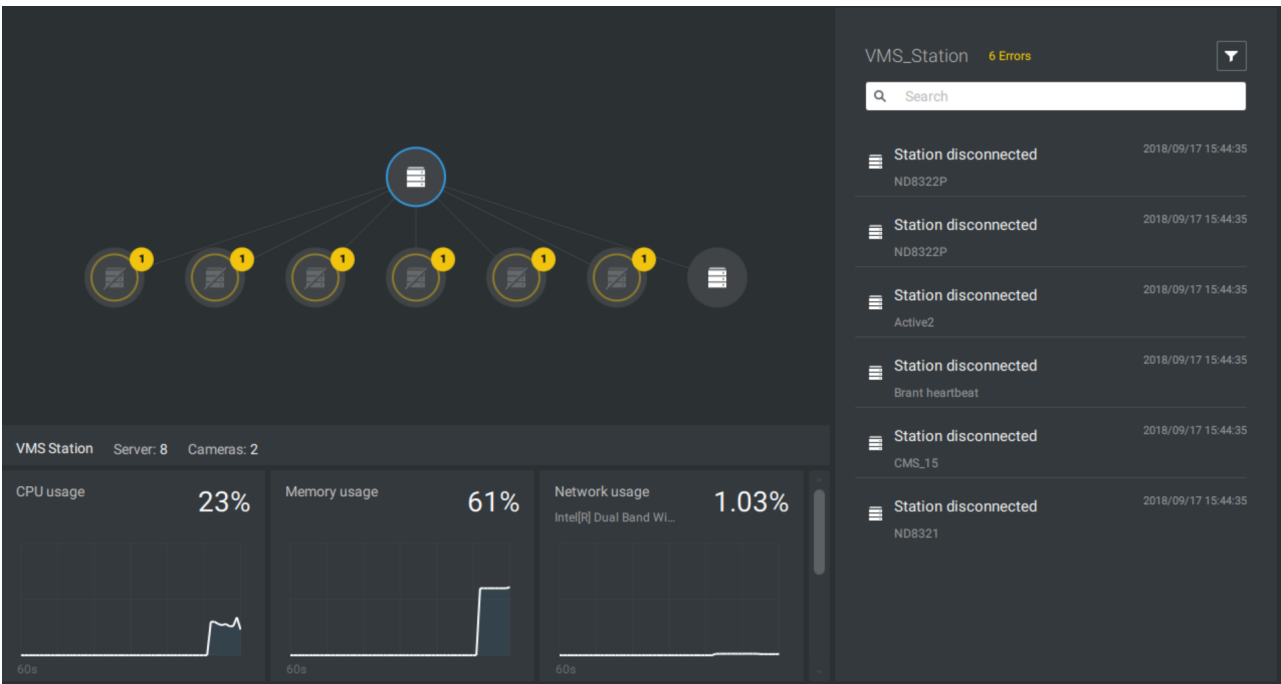 1 1 1 1 1 1
VMS Station Server: 8 Cameras: 2
CPU usage 23%
60s
Memory usage 61%
60s
Network usage 1.03%
Intel[R] Dual Band Wi...
60s
VMS_Station 6 Errors
Search
Station disconnected 2018/09/17 15:44:35
ND8322P
Station disconnected 2018/09/17 15:44:35
ND8322P
Station disconnected 2018/09/17 15:44:35
Active2
Station disconnected 2018/09/17 15:44:35
Brant heartbeat
Station disconnected 2018/09/17 15:44:35
CMS_15
Station disconnected 2018/09/17 15:44:35
ND8321